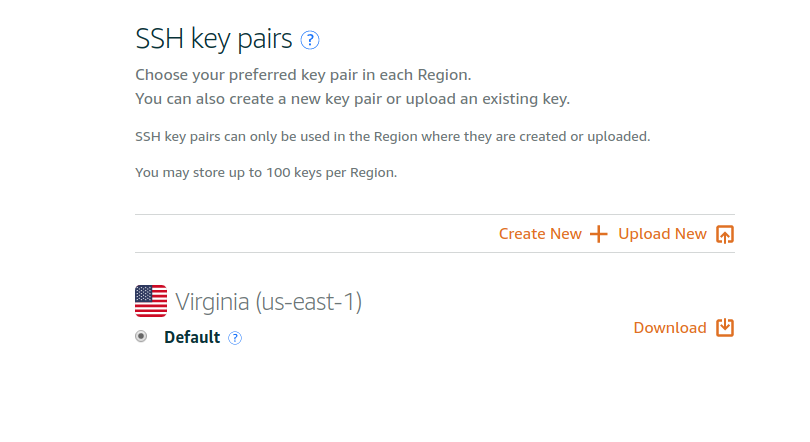 SSH key pairs ?
Choose your preferred key pair in each Region.
You can also create a new key pair or upload an existing key.
SSH key pairs can only be used in the Region where they are created or uploaded.
You may store up to 100 keys per Region.
Create New Upload New
Virginia (us-east-1)
Default ?
Download